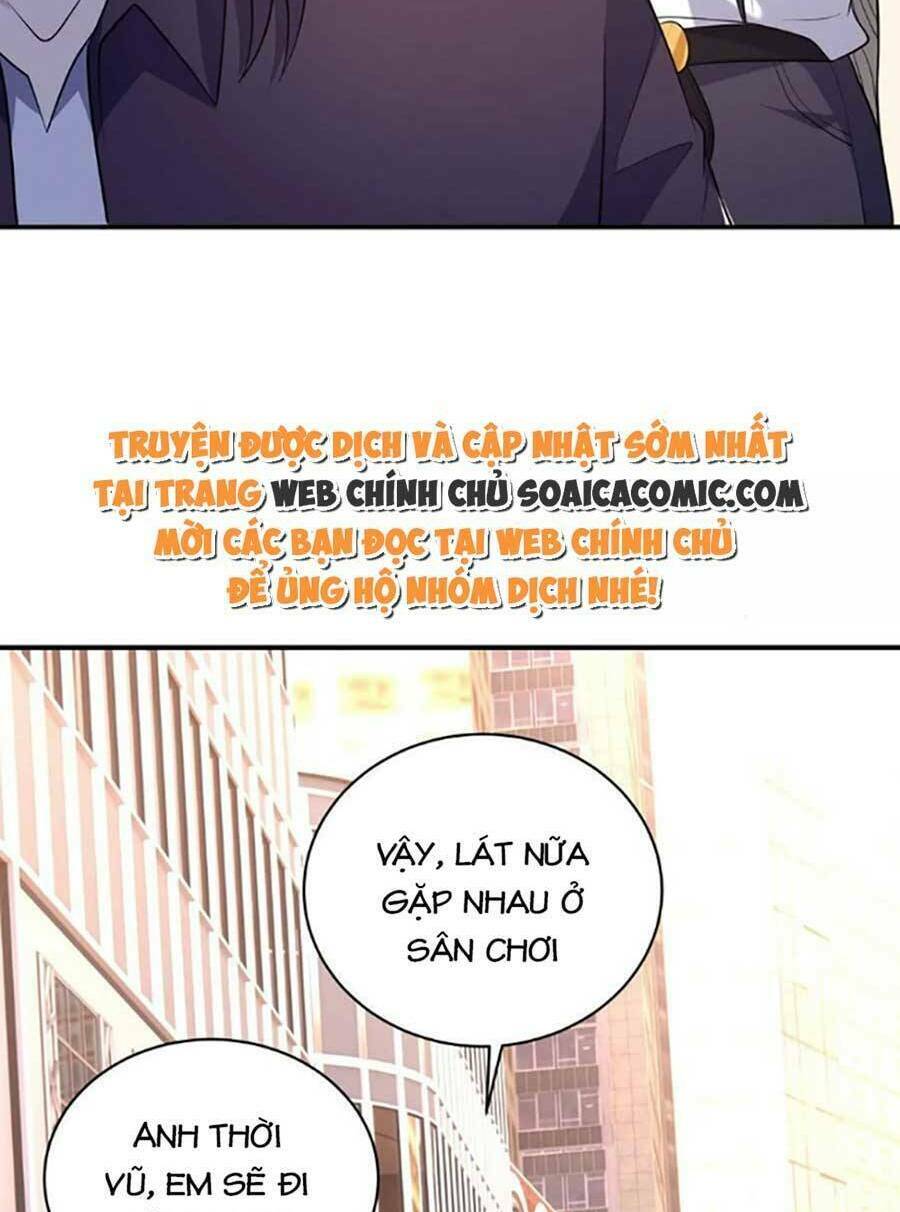 TRUYỆN ĐƯỢC DỊCH VÀ CẬP NHẬT SỚM NHẤT
TẠI TRANG WEB CHÍNH CHỦ SOAICACOMIC.COM
MỜI CÁC BẠN ĐỌC TẠI WEB CHÍNH CHỦ
ĐỂ ỦNG HỘ NHÓM DỊCH NHÉ!
VẬY, LÁT NỮA
GẶP NHAU Ở
SÂN CHƠI
ANH THỜI
VŨ, EM SẼ ĐI